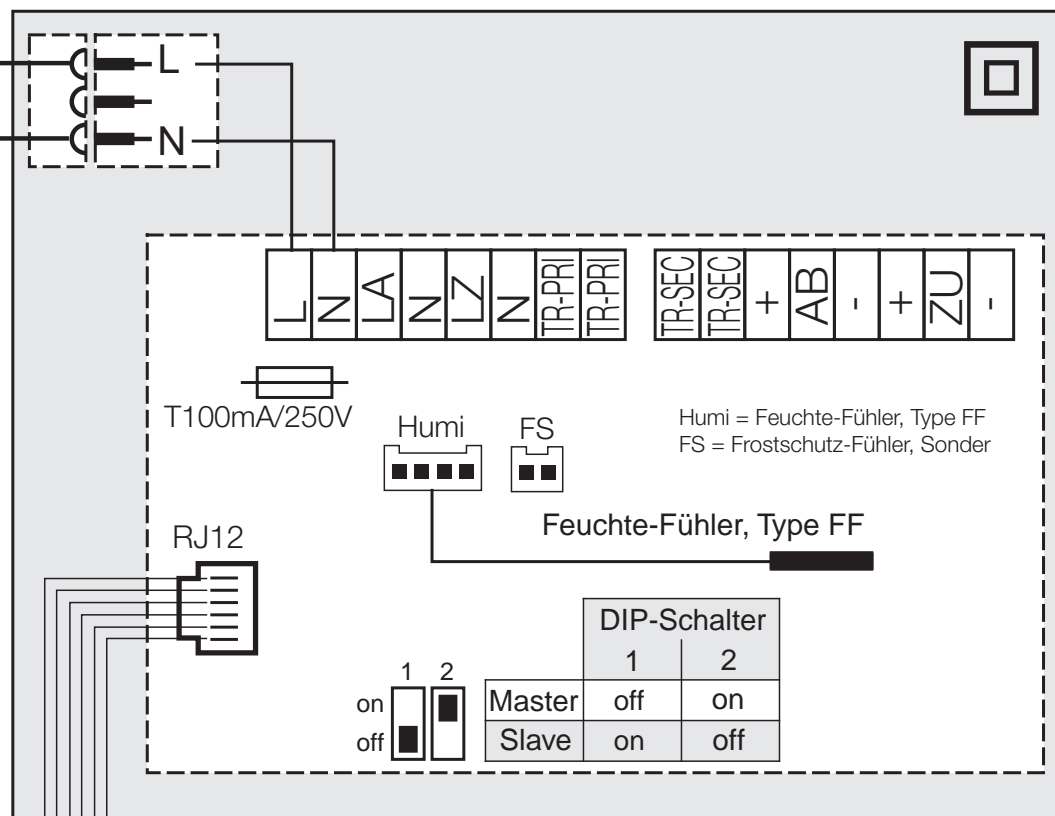 L
N
L N LA N LZ N TR-PRI TR-PRI TR-SEC TR-SEC + AB - + ZU -
T100mA/250V
Humi FS
Humi = Feuchte-Fühler, Type FF
FS = Frostschutz-Fühler, Sonder
Feuchte-Fühler, Type FF
RJ12
1 2
on
off
DIP-Schalter
1 2
Master off on
Slave on off